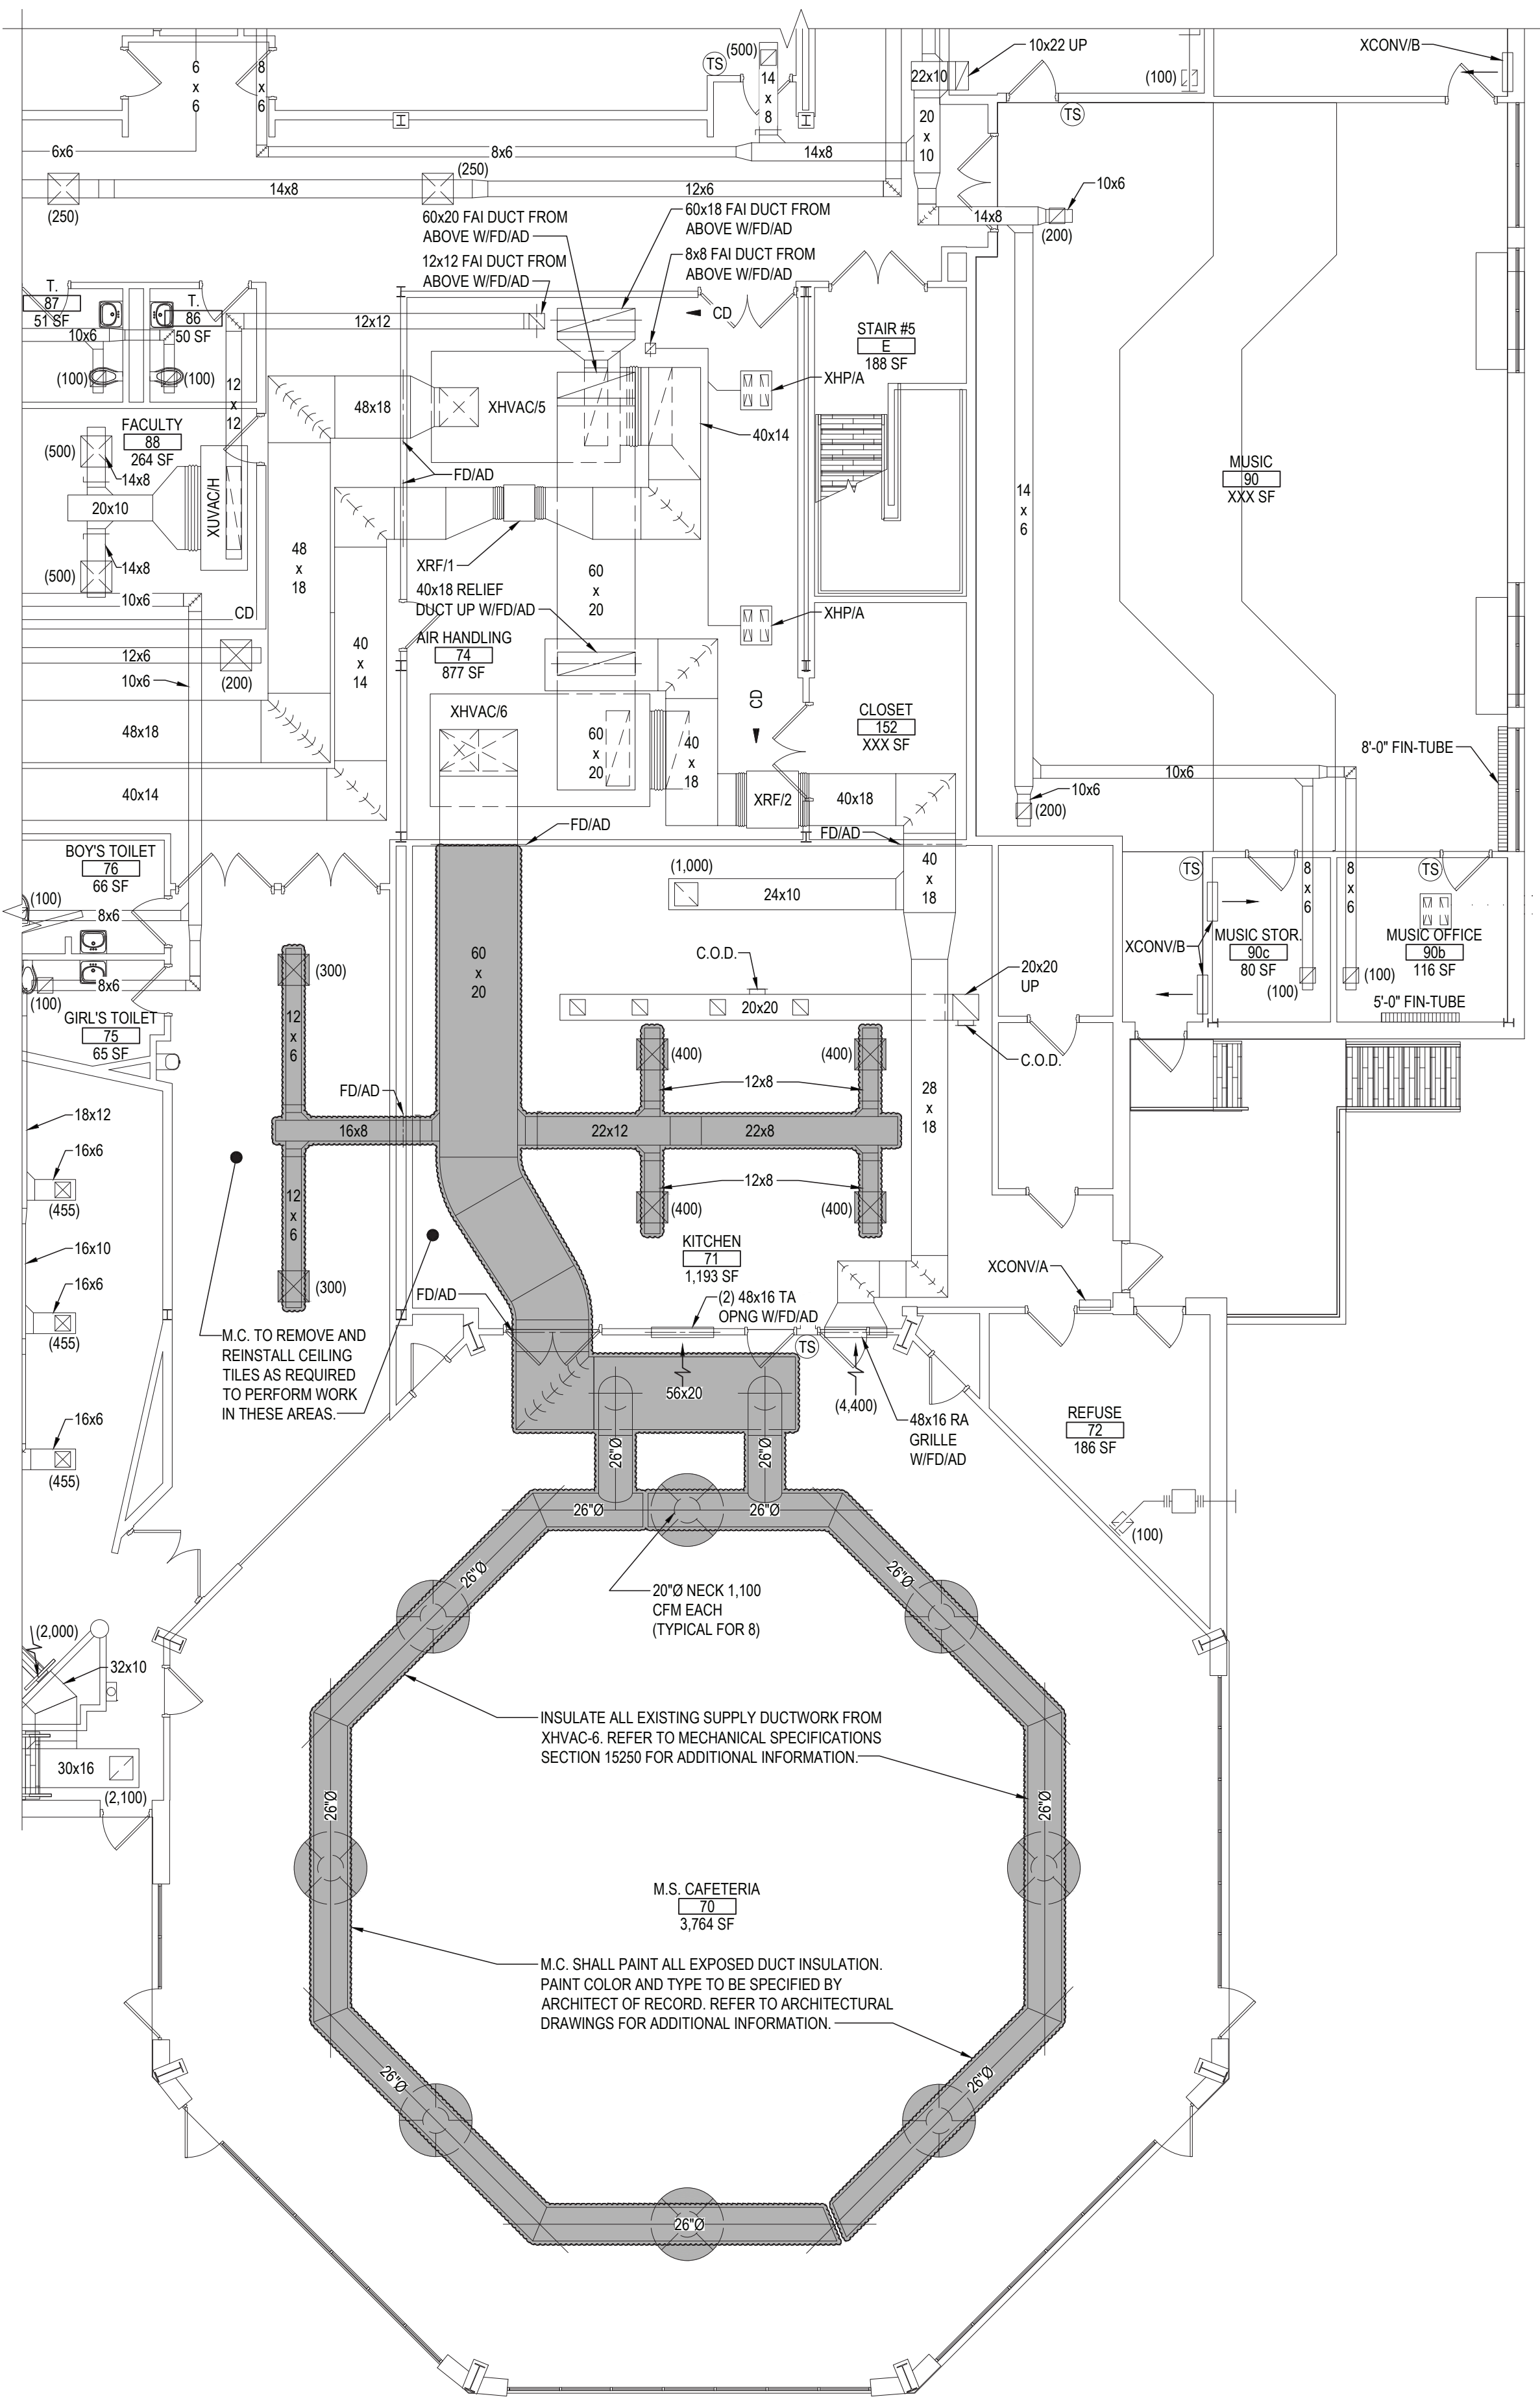 10x22 UP
XCONV/B
TS
(500)
6
x
6
8
x
6
14
x
8
22x10
(100)
TS
20
x
10
6x6
8x6
14x8
(250)
14x8
(250)
12x6
10x6
14x8
(200)
60x20 FAI DUCT FROM
ABOVE W/FD/AD
60x18 FAI DUCT FROM
ABOVE W/FD/AD
12x12 FAI DUCT FROM
ABOVE W/FD/AD
8x8 FAI DUCT FROM
ABOVE W/FD/AD
T.
87
51 SF
T.
86
50 SF
10x6
(100)
(100)
12x12
CD
STAIR #5
E
188 SF
12
x
12
48x18
XHVAC/5
XHP/A
40x14
FACULTY
88
264 SF
(500)
14x8
20x10
XUVAC/H
14x8
(500)
FD/AD
MUSIC
90
XXX SF
14
x
6
48
x
18
XRF/1
40x18 RELIEF
DUCT UP W/FD/AD
60
x
20
XHP/A
10x6
CD
12x6
10x6
(200)
40
x
14
AIR HANDLING
74
877 SF
CD
48x18
XHVAC/6
60
x
20
40
x
18
CLOSET
152
XXX SF
8'-0" FIN-TUBE
40x14
XRF/2
40x18
10x6
10x6
(200)
FD/AD
FD/AD
BOY'S TOILET
76
66 SF
(100)
8x6
(1,000)
24x10
40
x
18
TS
8
x
6
8
x
6
TS
60
x
20
C.O.D.
20x20
20x20
UP
XCONV/B
MUSIC STOR.
90c
80 SF
(100)
MUSIC OFFICE
90b
116 SF
(100)
5'-0" FIN-TUBE
8x6
(100)
GIRL'S TOILET
75
65 SF
(300)
12
x
6
(400)
(400)
C.O.D.
12x8
FD/AD
18x12
16x8
22x12
22x8
28
x
18
16x6
(455)
12x8
12
x
6
(400)
(400)
KITCHEN
71
1,193 SF
16x10
16x6
(455)
(300)
FD/AD
(2) 48x16 TA
OPNG W/FD/AD
TS
XCONV/A
M.C. TO REMOVE AND
REINSTALL CEILING
TILES AS REQUIRED
TO PERFORM WORK
IN THESE AREAS.
56x20
(4,400)
48x16 RA
GRILLE
W/FD/AD
REFUSE
72
186 SF
16x6
(455)
26"Ø
26"Ø
26"Ø
26"Ø
(100)
26"Ø
26"Ø
20"Ø NECK 1,100
CFM EACH
(TYPICAL FOR 8)
(2,000)
32x10
INSULATE ALL EXISTING SUPPLY DUCTWORK FROM
XHVAC-6. REFER TO MECHANICAL SPECIFICATIONS
SECTION 15250 FOR ADDITIONAL INFORMATION.
30x16
(2,100)
26"Ø
26"Ø
M.S. CAFETERIA
70
3,764 SF
M.C. SHALL PAINT ALL EXPOSED DUCT INSULATION.
PAINT COLOR AND TYPE TO BE SPECIFIED BY
ARCHITECT OF RECORD. REFER TO ARCHITECTURAL
DRAWINGS FOR ADDITIONAL INFORMATION.
26"Ø
26"Ø
26"Ø